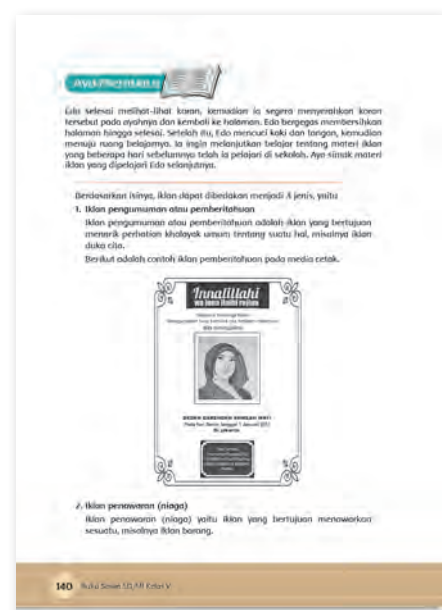 Edo selesai melihat-lihat koran, kemudian ia segera menyerahkan koran
tersebut pada ayahnya dan kembali ke halaman. Edo bergegas membersihkan
halaman hingga selesai. Setelah itu, Edo mencuci kaki dan tangan, kemudian
menuju ruang belajarnya. Ia ingin melanjutkan belajar tentang materi iklan
yang beberapa hari sebelumnya telah ia pelajari di sekolah. Ayo simak materi
iklan yang dipelajari Edo selanjutnya.
Berdasarkan isinya, iklan dapat dibedakan menjadi jenis, yaitu
1. Iklan pengumuman atau pemberitahuan
Iklan pengumuman atau pemberitahuan adalah iklan yang bertujuan
menarik perhatian khalayak umum tentang suatu hal, misalnya iklan
duka cita.
Berikut adalah contoh iklan pemberitahuan pada media cetak.
Innalillahi
2. Iklan penawaran (niaga)
Iklan penawaran (niaga) yaitu iklan yang bertujuan menawarkan
sesuatu, misalnya iklan barang.
140 Buku Siswa SD/MI Kelas V